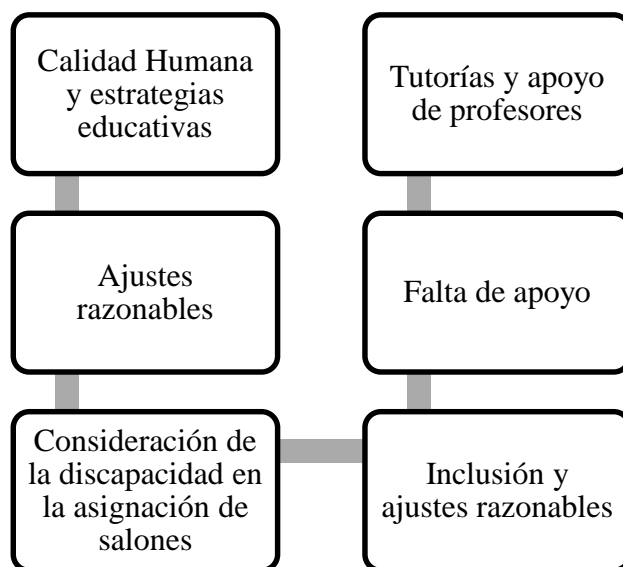 Calidad Humana
y estrategias
educativas
Ajustes
razonables
Consideración de
la discapacidad en
la asignación de
salones
Inclusión y
ajustes razonables
Falta de apoyo
Tutorías y apoyo
de profesores